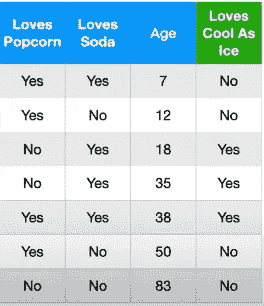 Loves Popcorn Loves Soda Age Loves Cool As Ice
Yes Yes 7 No
Yes No 12 No
No Yes 18 Yes
No Yes 35 Yes
Yes Yes 38 Yes
Yes No 50 No
No No 83 No